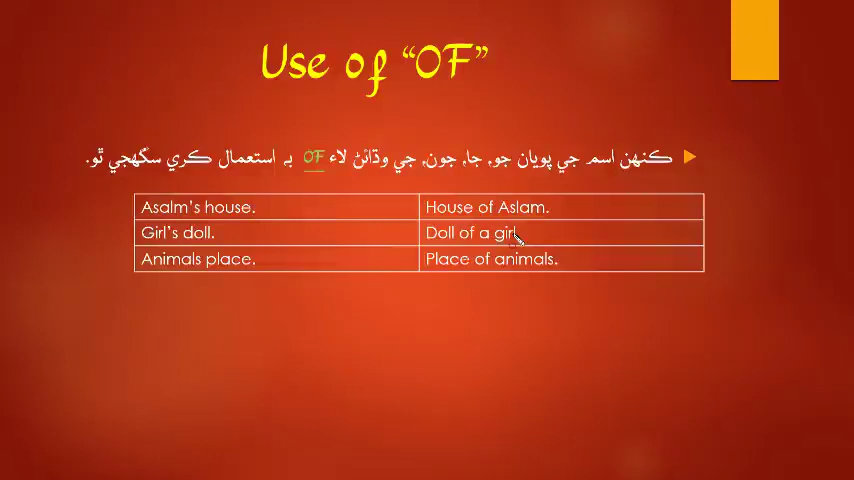 Use of “OF”
ڪنهن اسم جي پويان جو, جا, جون, جي وڌائڻ لاء OF به استعمال ڪري سگهجي ٿو.
Asalm’s house. House of Aslam.
Girl’s doll. Doll of a girl
Animals place. Place of animals.